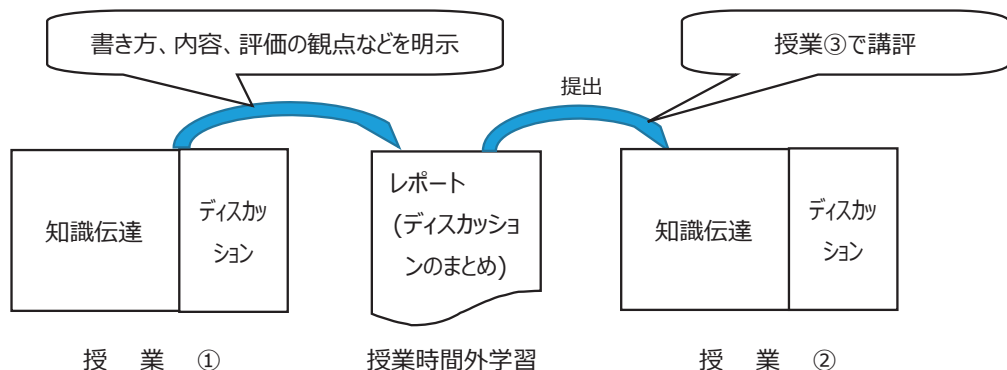 書き方、内容、評価の観点などを明示
授業③で講評
提出
知識伝達
ディスカッ
ション
レポート
(ディスカッショ
ンのまとめ)
知識伝達
ディスカッ
ション
授　業　①
授業時間外学習
授　業　②